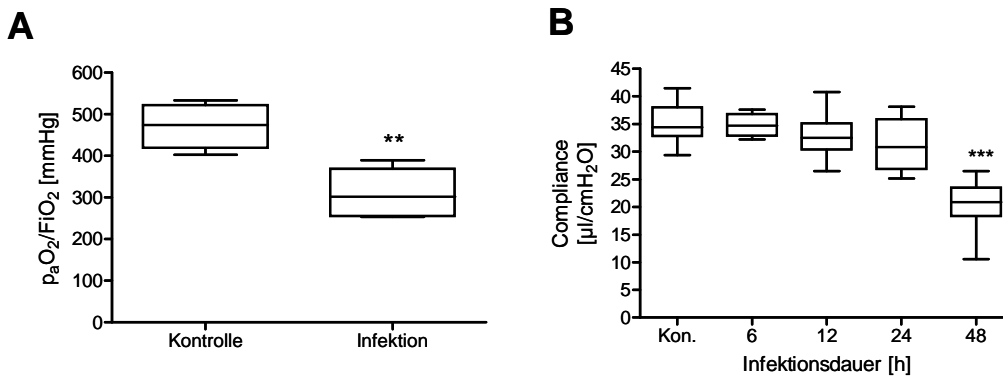 A
paO2/FiO2 [mmHg]
600
500
400
300
200
100
0
**
Kontrolle
Infektion
B
Compliance
[µl/cmH2O]
45
40
35
30
25
20
15
10
5
0
***
Kon.
6
12
24
48
Infektionsdauer [h]